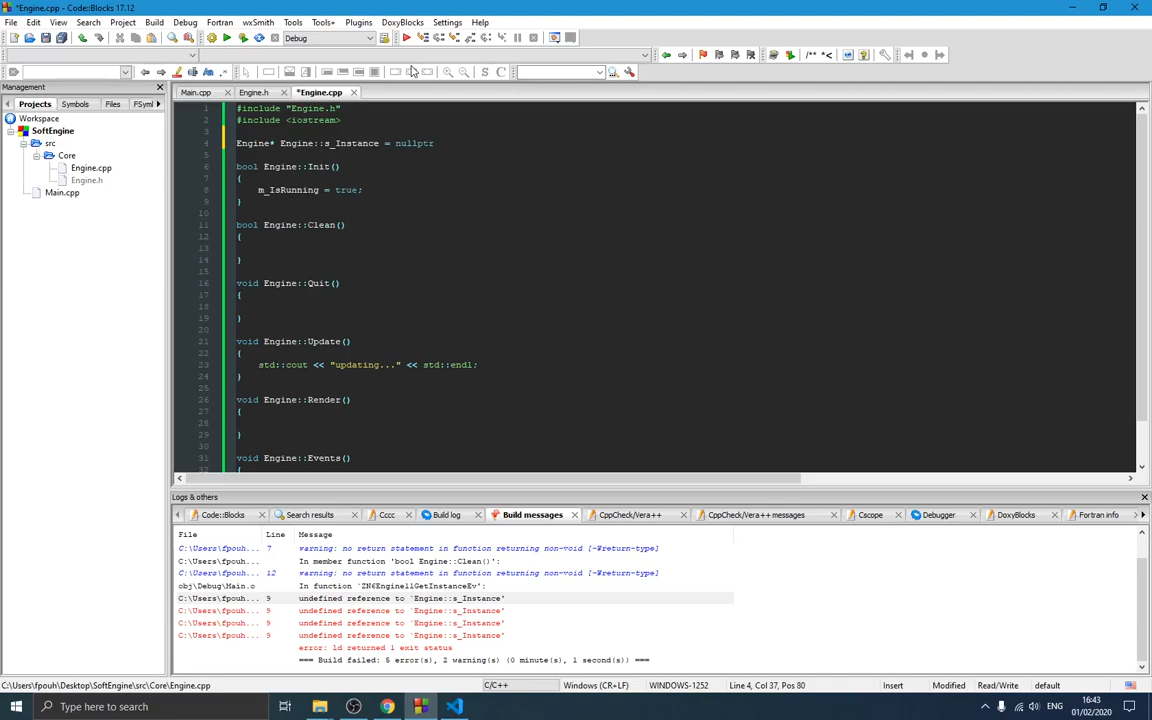 *Engine.cpp - Code::Blocks 17.12
File Edit View Search Project Build Debug Fortran wxSmith Tools Tools+ Plugins DoxyBlocks Settings Help
Debug
/** *<
S C
Management
Projects Symbols Files FSyml
Workspace
SoftEngine
src
Core
Engine.cpp
Engine.h
Main.cpp
Main.cpp Engine.h *Engine.cpp
1 #include "Engine.h"
2 #include <iostream>
3
4 Engine* Engine::s_Instance = nullptr
5
6 bool Engine::Init()
7 {
8 m_IsRunning = true;
9 }
10
11 bool Engine::Clean()
12 {
13
14 }
15
16 void Engine::Quit()
17 {
18
19 }
20
21 void Engine::Update()
22 {
23 std::cout << "updating..." << std::endl;
24 }
25
26 void Engine::Render()
27 {
28
29 }
30
31 void Engine::Events()
32 {
Logs & others
Code::Blocks Search results Cccc Build log Build messages CppCheck/Vera++ CppCheck/Vera++ messages Cscope Debugger DoxyBlocks Fortran info
File Line Message
C:\Users\fpouh... 7 warning: no return statement in function returning non-void [-Wreturn-type]
C:\Users\fpouh... In member function 'bool Engine::Clean()':
C:\Users\fpouh... 12 warning: no return statement in function returning non-void [-Wreturn-type]
obj\Debug\Main.o In function `ZN6Engine11GetInstanceEv':
C:\Users\fpouh... 9 undefined reference to `Engine::s_Instance'
C:\Users\fpouh... 9 undefined reference to `Engine::s_Instance'
C:\Users\fpouh... 9 undefined reference to `Engine::s_Instance'
C:\Users\fpouh... 9 undefined reference to `Engine::s_Instance'
error: ld returned 1 exit status
=== Build failed: 5 error(s), 2 warning(s) (0 minute(s), 1 second(s)) ===
C:\Users\fpouh\Desktop\SoftEngine\src\Core\Engine.cpp C/C++ Windows (CR+LF) WINDOWS-1252 Line 4, Col 37, Pos 80 Insert Modified Read/Write default
Type here to search
ENG
16:43
01/02/2020